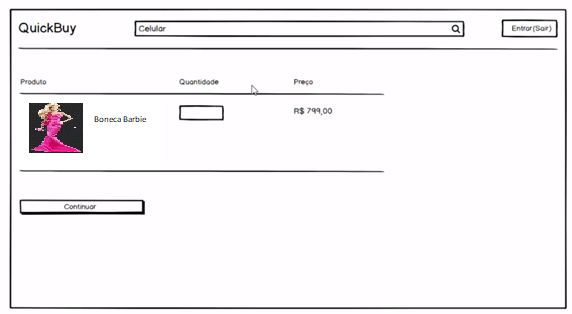 QuickBuy
Celular
Entrar(Sair)
Produto Quantidade Preço
Boneca Barbie R$ 799,00
Continuar